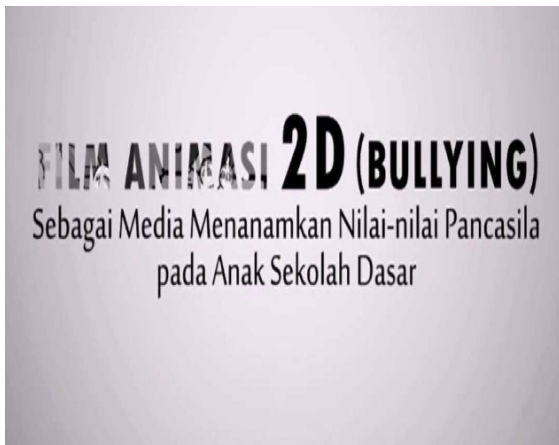 FILM ANIMASI 2D (BULLYING)
Sebagai Media Menanamkan Nilai-nilai Pancasila
pada Anak Sekolah Dasar